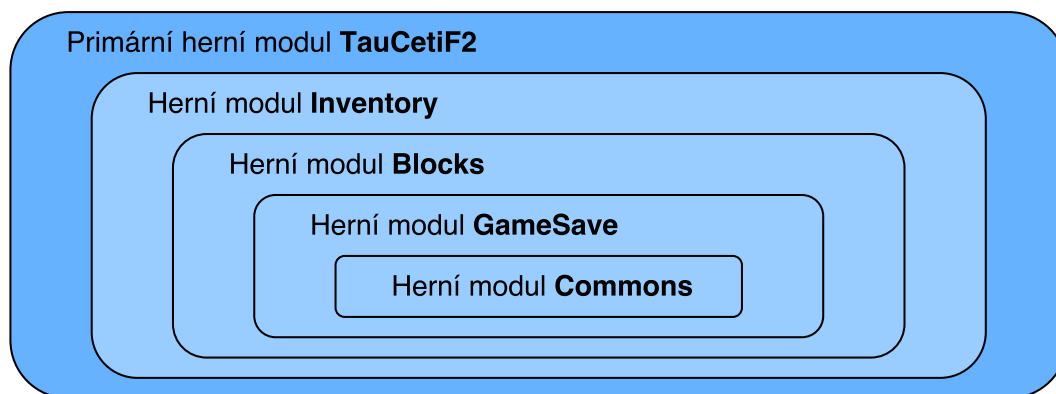 Primární herní modul TauCetiF2
Herní modul Inventory
Herní modul Blocks
Herní modul GameSave
Herní modul Commons